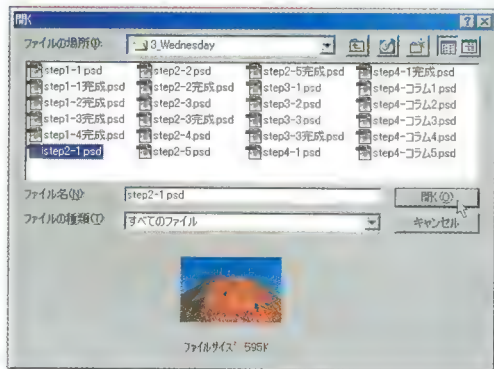 開く
ファイルの場所(I): 3_Wednesday
step1-1.psd step2-2.psd step2-5完成.psd step4-1完成.psd
step1-1完成.psd step2-2完成.psd step3-1.psd step4-コラム1.psd
step1-2完成.psd step2-3.psd step3-2.psd step4-コラム2.psd
step1-3完成.psd step2-3完成.psd step3-3.psd step4-コラム3.psd
step1-4完成.psd step2-4.psd step3-3完成.psd step4-コラム4.psd
step2-1.psd step2-5.psd step4-1.psd step4-コラム5.psd
ファイル名(N): step2-1.psd 開く(O)
ファイルの種類(T): すべてのファイル キャンセル
ファイルサイズ: 595K